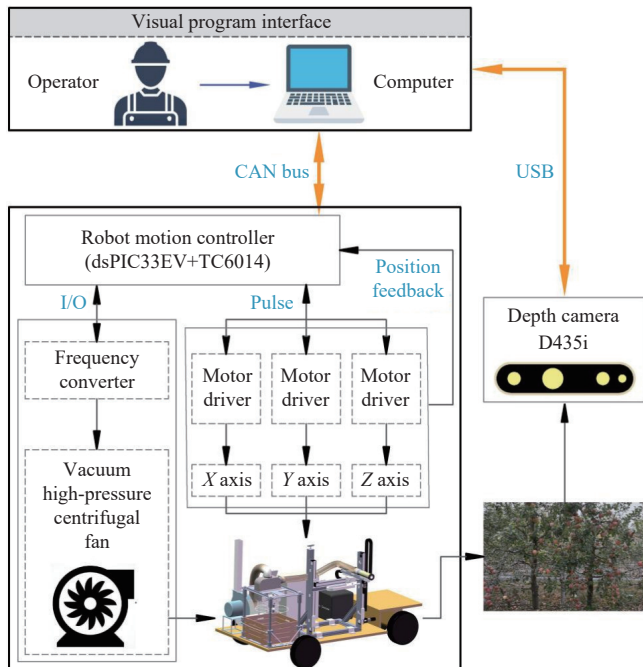 Visual program interface
Operator
Computer
CAN bus
USB
Robot motion controller
(dsPIC33EV+TC6014)
I/O
Pulse
Position
feedback
Depth camera
D435i
Frequency
converter
Motor
driver
Motor
driver
Motor
driver
Vacuum
high-pressure
centrifugal
fan
X axis
Y axis
Z axis